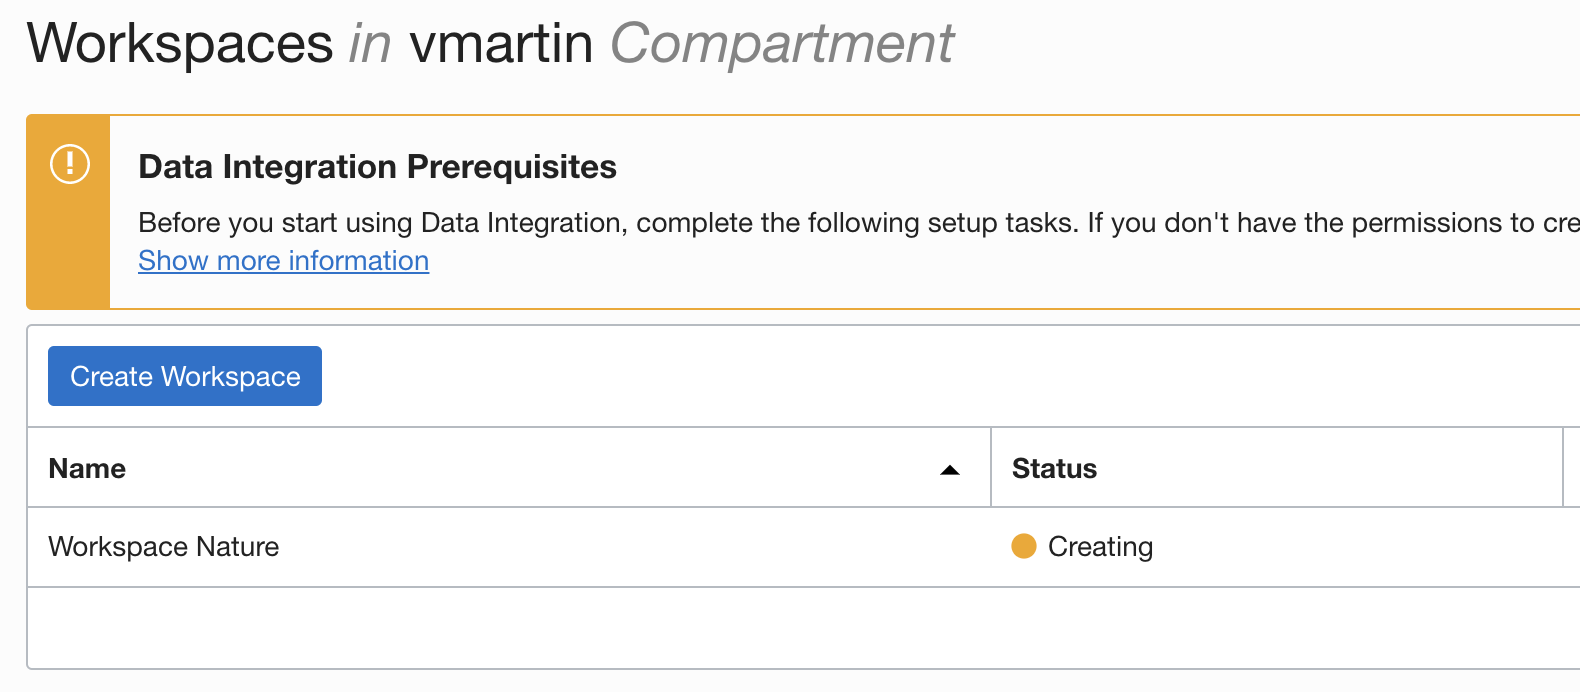 Workspaces in vmartin Compartment
Data Integration Prerequisites
Before you start using Data Integration, complete the following setup tasks. If you don't have the permissions to cre
Show more information
Create Workspace
Name Status
Workspace Nature Creating